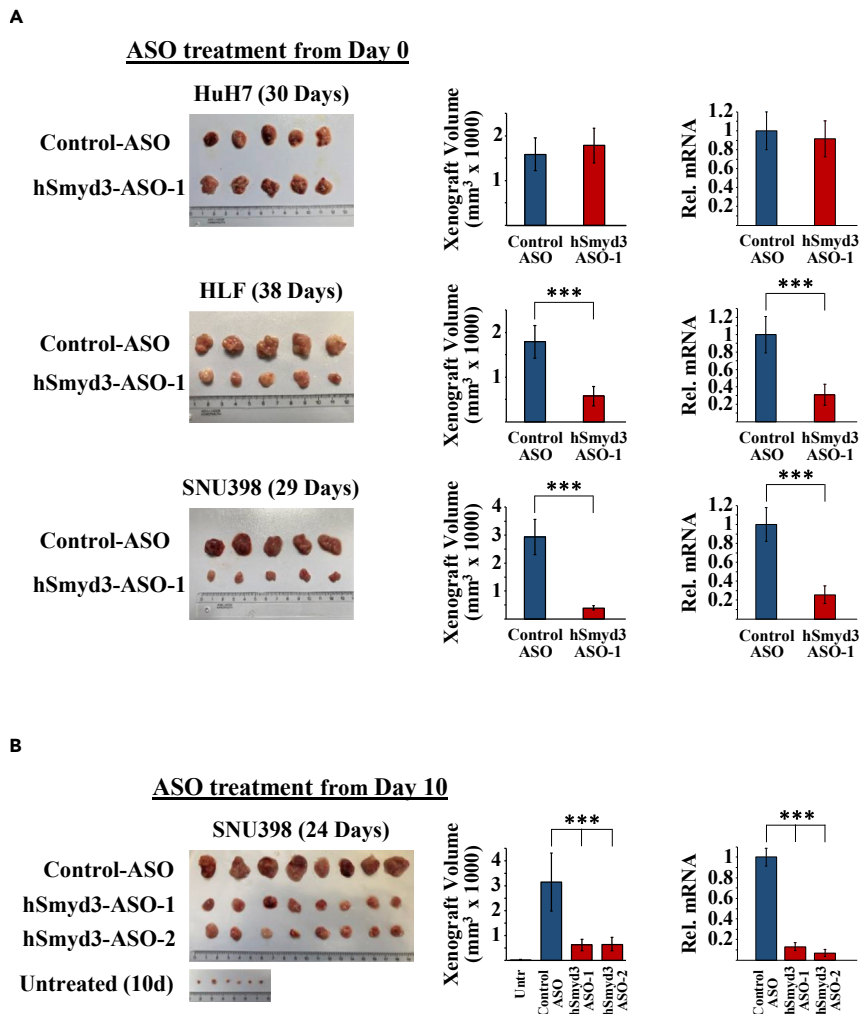 A
ASO treatment from Day 0
HuH7 (30 Days)
Control-ASO
hSmyd3-ASO-1
Xenograft Volume
(mm³ x 1000)
2
1
Control
ASO
hSmyd3
ASO-1
Rel. mRNA
1.2
1
0.8
0.6
0.4
0.2
Control
ASO
hSmyd3
ASO-1
HLF (38 Days)
Control-ASO
hSmyd3-ASO-1
Xenograft Volume
(mm³ x 1000)
2
1
***
Control
ASO
hSmyd3
ASO-1
Rel. mRNA
1.2
1
0.8
0.6
0.4
0.2
***
Control
ASO
hSmyd3
ASO-1
SNU398 (29 Days)
Control-ASO
hSmyd3-ASO-1
Xenograft Volume
(mm³ x 1000)
4
3
2
1
***
Control
ASO
hSmyd3
ASO-1
Rel. mRNA
1.2
1
0.8
0.6
0.4
0.2
***
Control
ASO
hSmyd3
ASO-1
B
ASO treatment from Day 10
SNU398 (24 Days)
Control-ASO
hSmyd3-ASO-1
hSmyd3-ASO-2
Untreated (10d)
Xenograft Volume
(mm³ x 1000)
4
3
2
1
***
Untr
Control
ASO
hSmyd3
ASO-1
hSmyd3
ASO-2
Rel. mRNA
1
0.8
0.6
0.4
0.2
***
Control
ASO
hSmyd3
ASO-1
hSmyd3
ASO-2